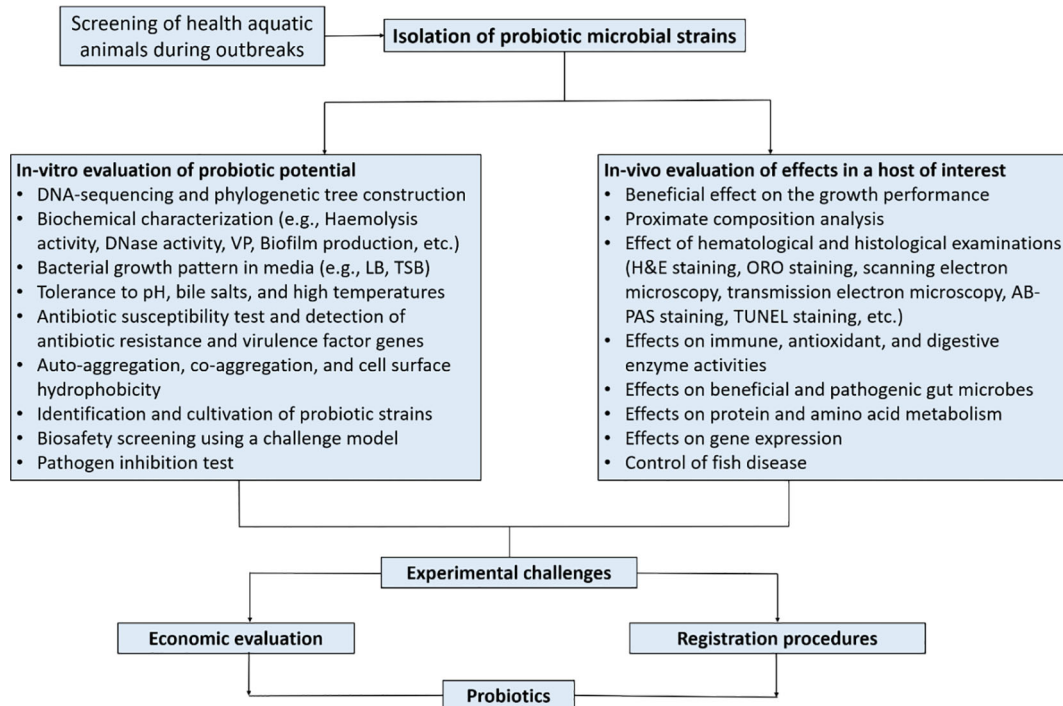 Screening of health aquatic
animals during outbreaks
Isolation of probiotic microbial strains
In-vitro evaluation of probiotic potential
• DNA-sequencing and phylogenetic tree construction
• Biochemical characterization (e.g., Haemolysis
activity, DNase activity, VP, Biofilm production, etc.)
• Bacterial growth pattern in media (e.g., LB, TSB)
• Tolerance to pH, bile salts, and high temperatures
• Antibiotic susceptibility test and detection of
antibiotic resistance and virulence factor genes
• Auto-aggregation, co-aggregation, and cell surface
hydrophobicity
• Identification and cultivation of probiotic strains
• Biosafety screening using a challenge model
• Pathogen inhibition test
In-vivo evaluation of effects in a host of interest
• Beneficial effect on the growth performance
• Proximate composition analysis
• Effect of hematological and histological examinations
(H&E staining, ORO staining, scanning electron
microscopy, transmission electron microscopy, AB-
PAS staining, TUNEL staining, etc.)
• Effects on immune, antioxidant, and digestive
enzyme activities
• Effects on beneficial and pathogenic gut microbes
• Effects on protein and amino acid metabolism
• Effects on gene expression
• Control of fish disease
Experimental challenges
Economic evaluation
Registration procedures
Probiotics